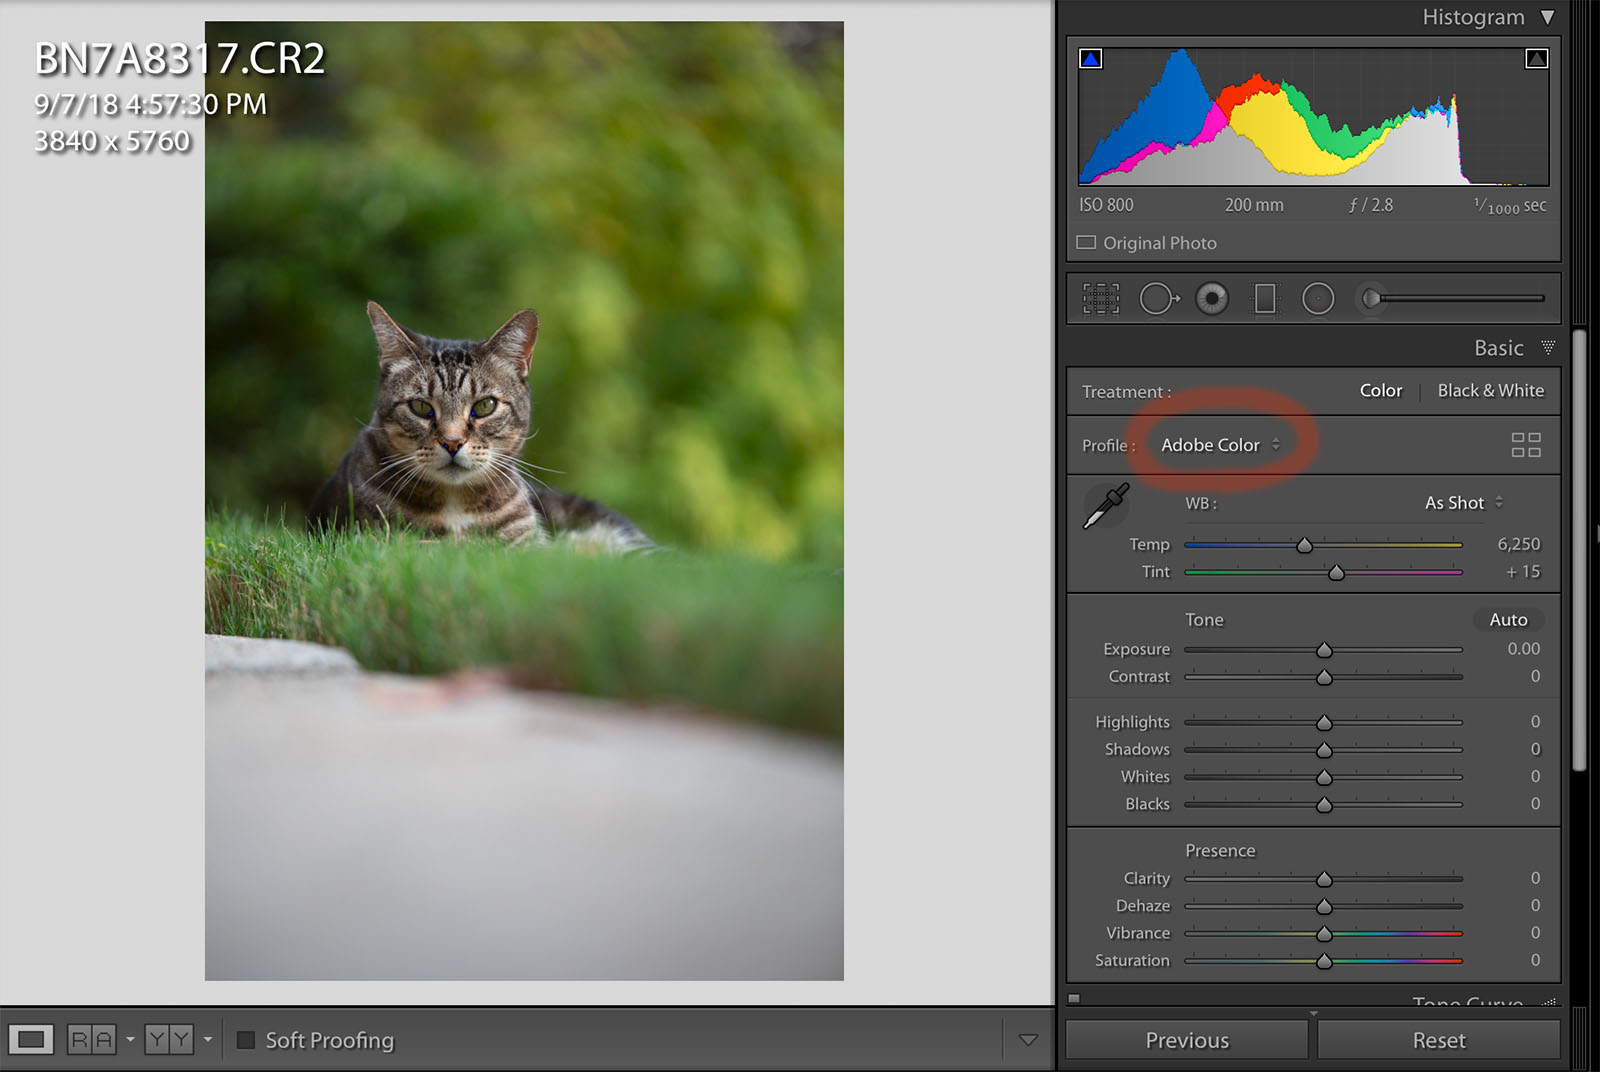 BN7A8317.CR2
9/7/18 4:57:30 PM
3840 x 5760
Histogram
ISO 800 200 mm ƒ / 2.8 1/1000 sec
Original Photo
Basic
Treatment : Color Black & White
Profile : Adobe Color
WB : As Shot
Temp 6,250
Tint + 15
Tone Auto
Exposure 0.00
Contrast 0
Highlights 0
Shadows 0
Whites 0
Blacks 0
Presence
Clarity 0
Dehaze 0
Vibrance 0
Saturation 0
Tone Curve
R A Y Y Soft Proofing
Previous Reset